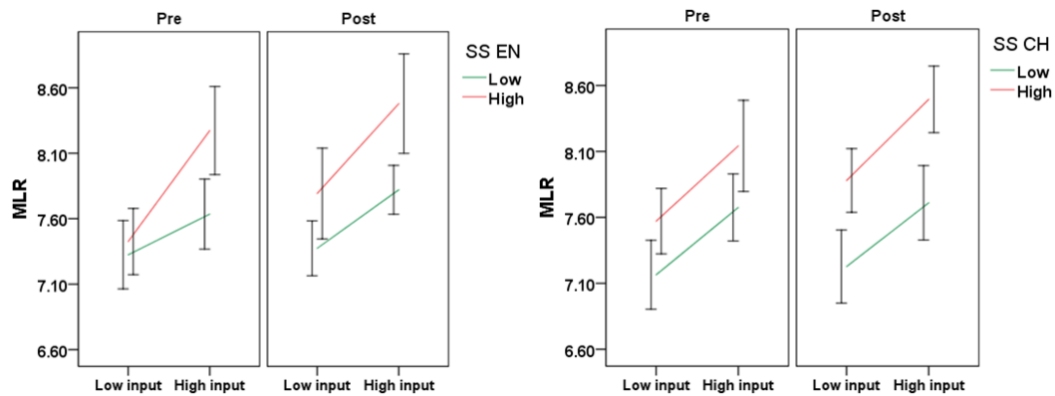 Pre
Post
SS EN
Low
High
MLR
8.60
8.10
7.60
7.10
6.60
Low input
High input
Low input
High input
Pre
Post
SS CH
Low
High
MLR
8.60
8.10
7.60
7.10
6.60
Low input
High input
Low input
High input